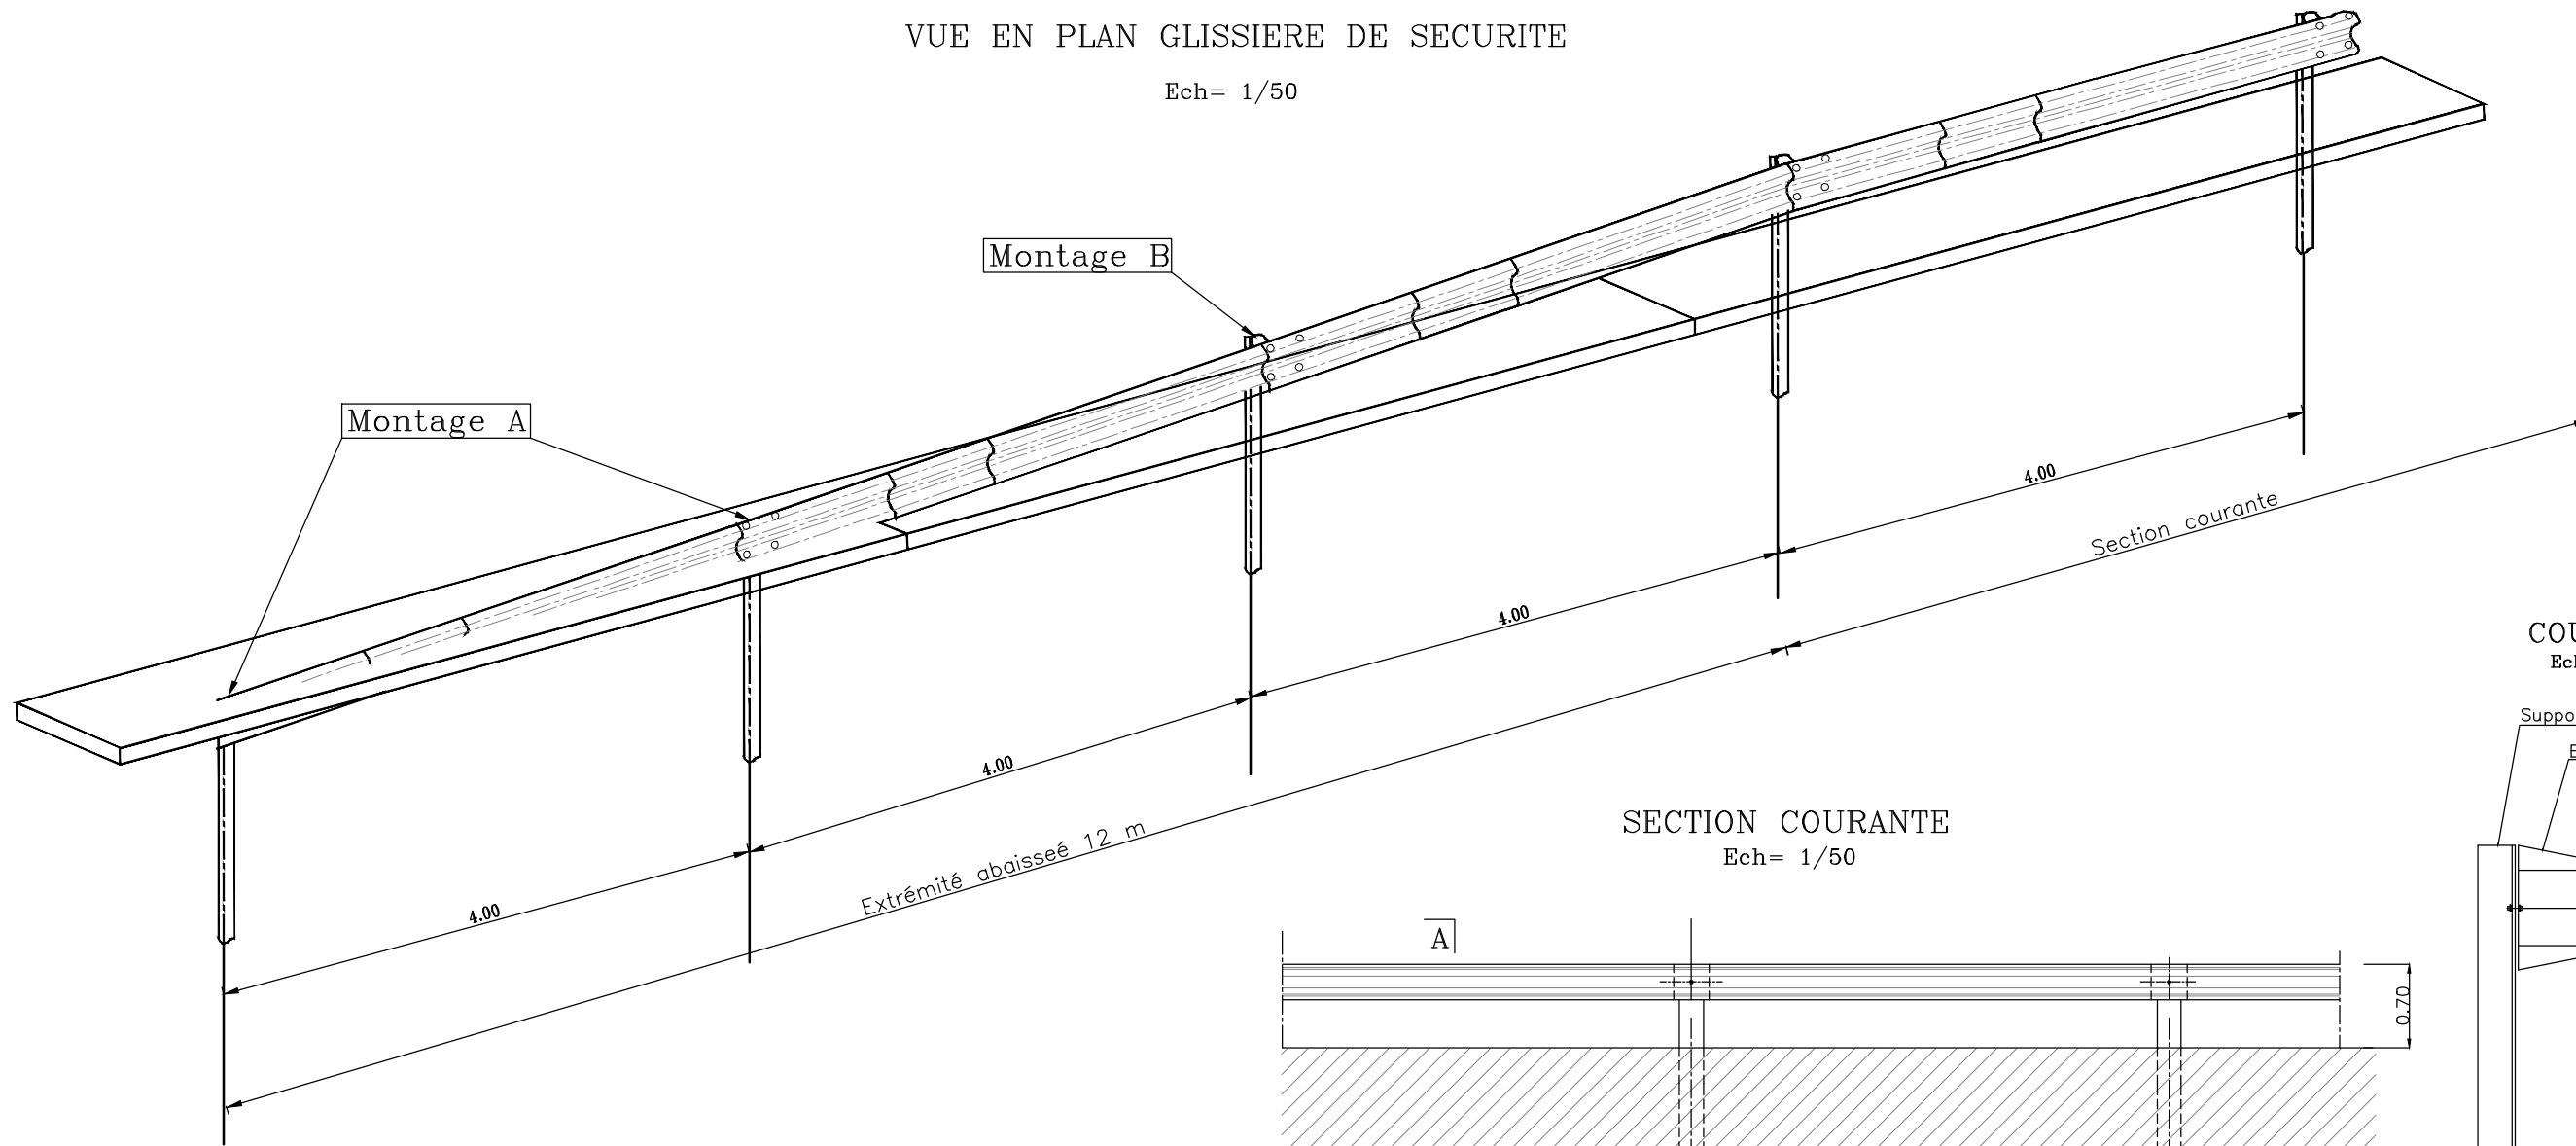 VUE EN PLAN GLISSIERE DE SECURITE
Ech= 1/50
Montage B
Montage A
4.00
Section courante
4.00
4.00
Extrémité abaisseé 12 m
4.00
SECTION COURANTE
Ech= 1/50
A
0.70